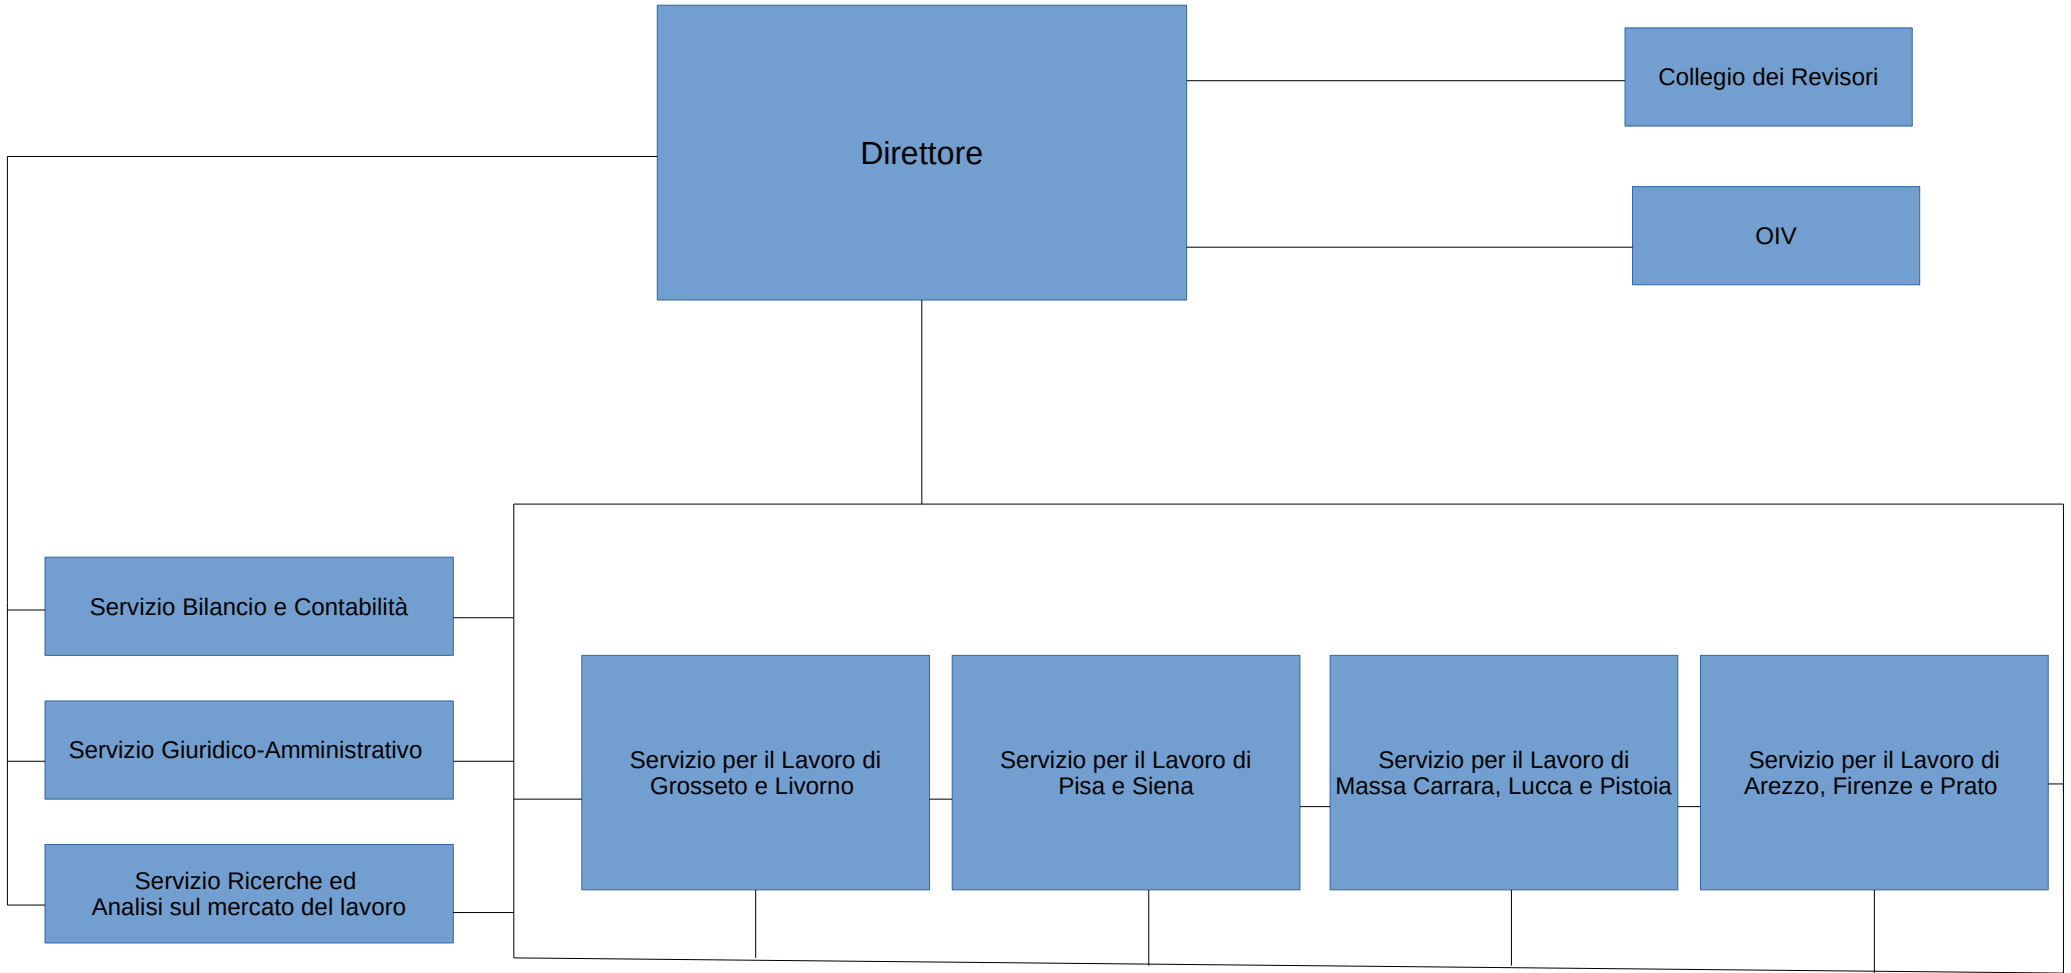 Direttore
Collegio dei Revisori
OIV
Servizio Bilancio e Contabilità
Servizio Giuridico-Amministrativo
Servizio Ricerche ed
Analisi sul mercato del lavoro
Servizio per il Lavoro di
Grosseto e Livorno
Servizio per il Lavoro di
Pisa e Siena
Servizio per il Lavoro di
Massa Carrara, Lucca e Pistoia
Servizio per il Lavoro di
Arezzo, Firenze e Prato